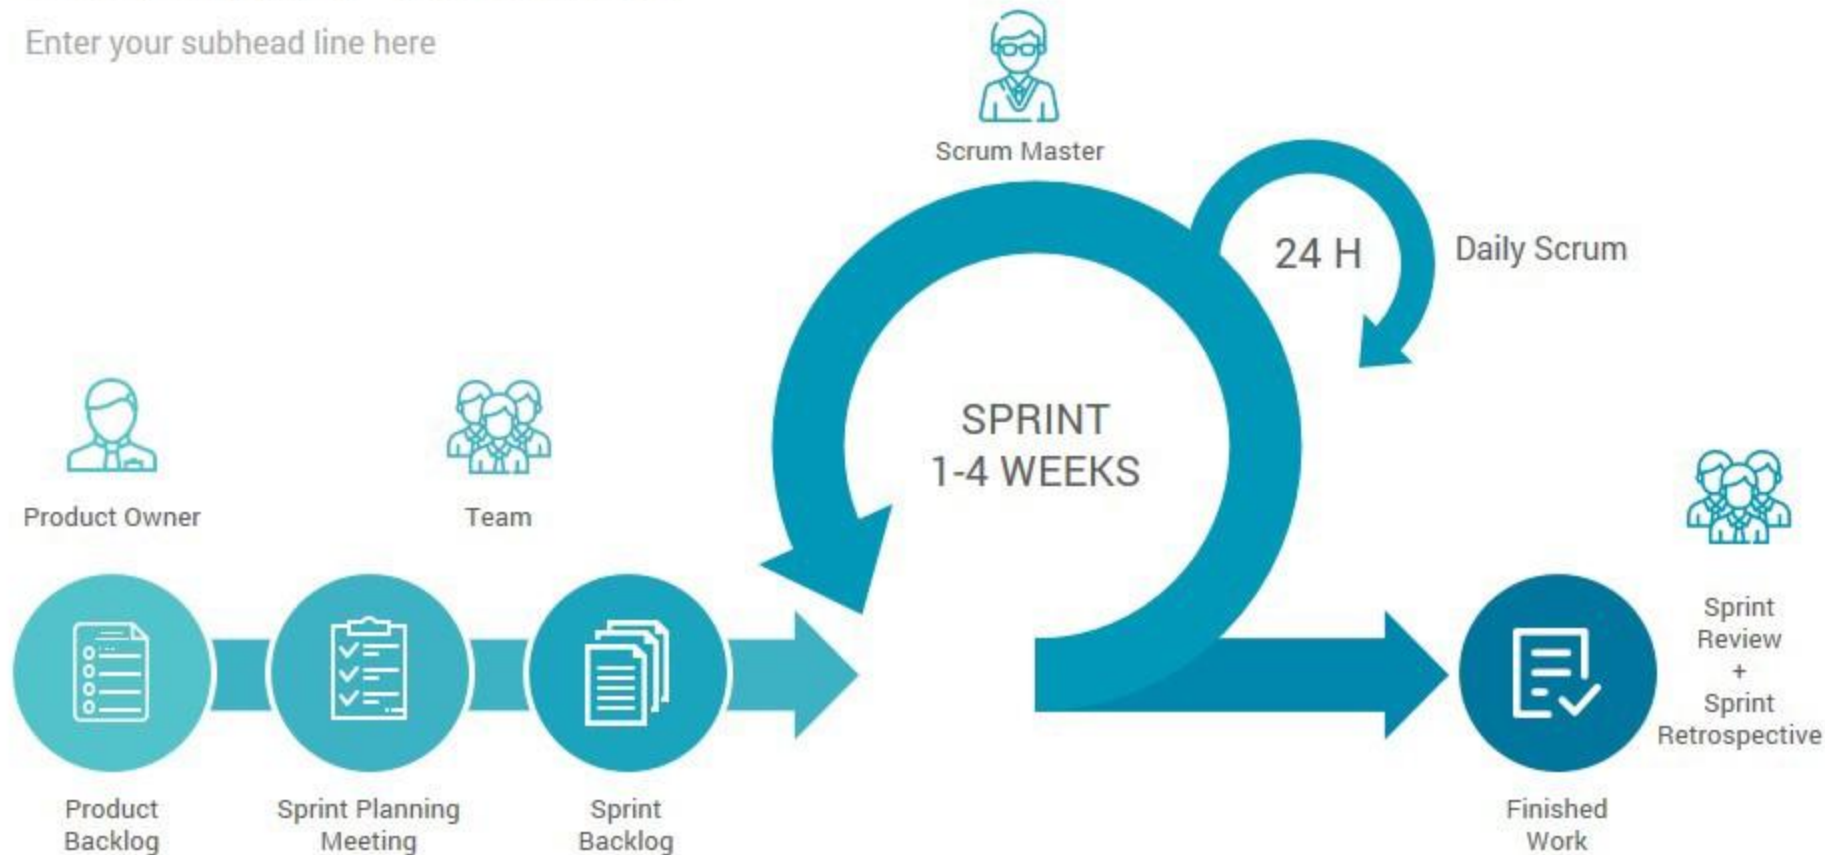 Enter your subhead line here
Scrum Master
24 H
Daily Scrum
SPRINT
1-4 WEEKS
Product Owner
Team
Sprint
Review
+
Sprint
Retrospective
Product
Backlog
Sprint Planning
Meeting
Sprint
Backlog
Finished
Work